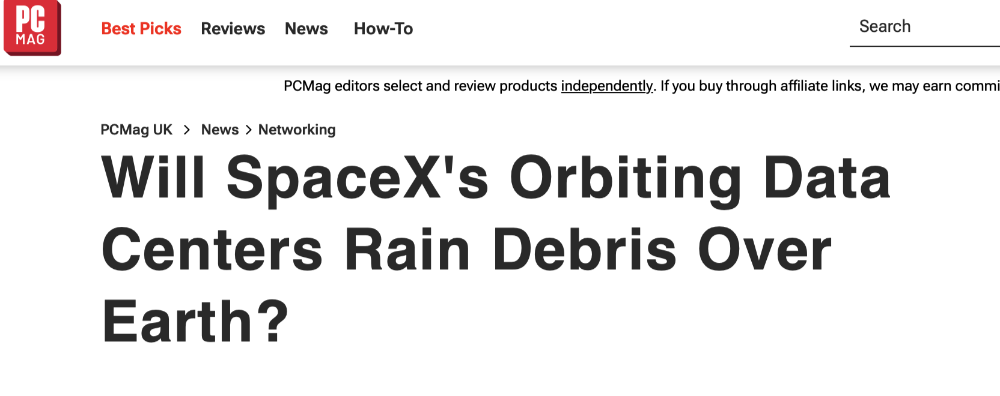 PC
MAG
Best Picks Reviews News How-To
Search
PCMag editors select and review products independently. If you buy through affiliate links, we may earn commi
PCMag UK > News > Networking
Will SpaceX's Orbiting Data
Centers Rain Debris Over
Earth?